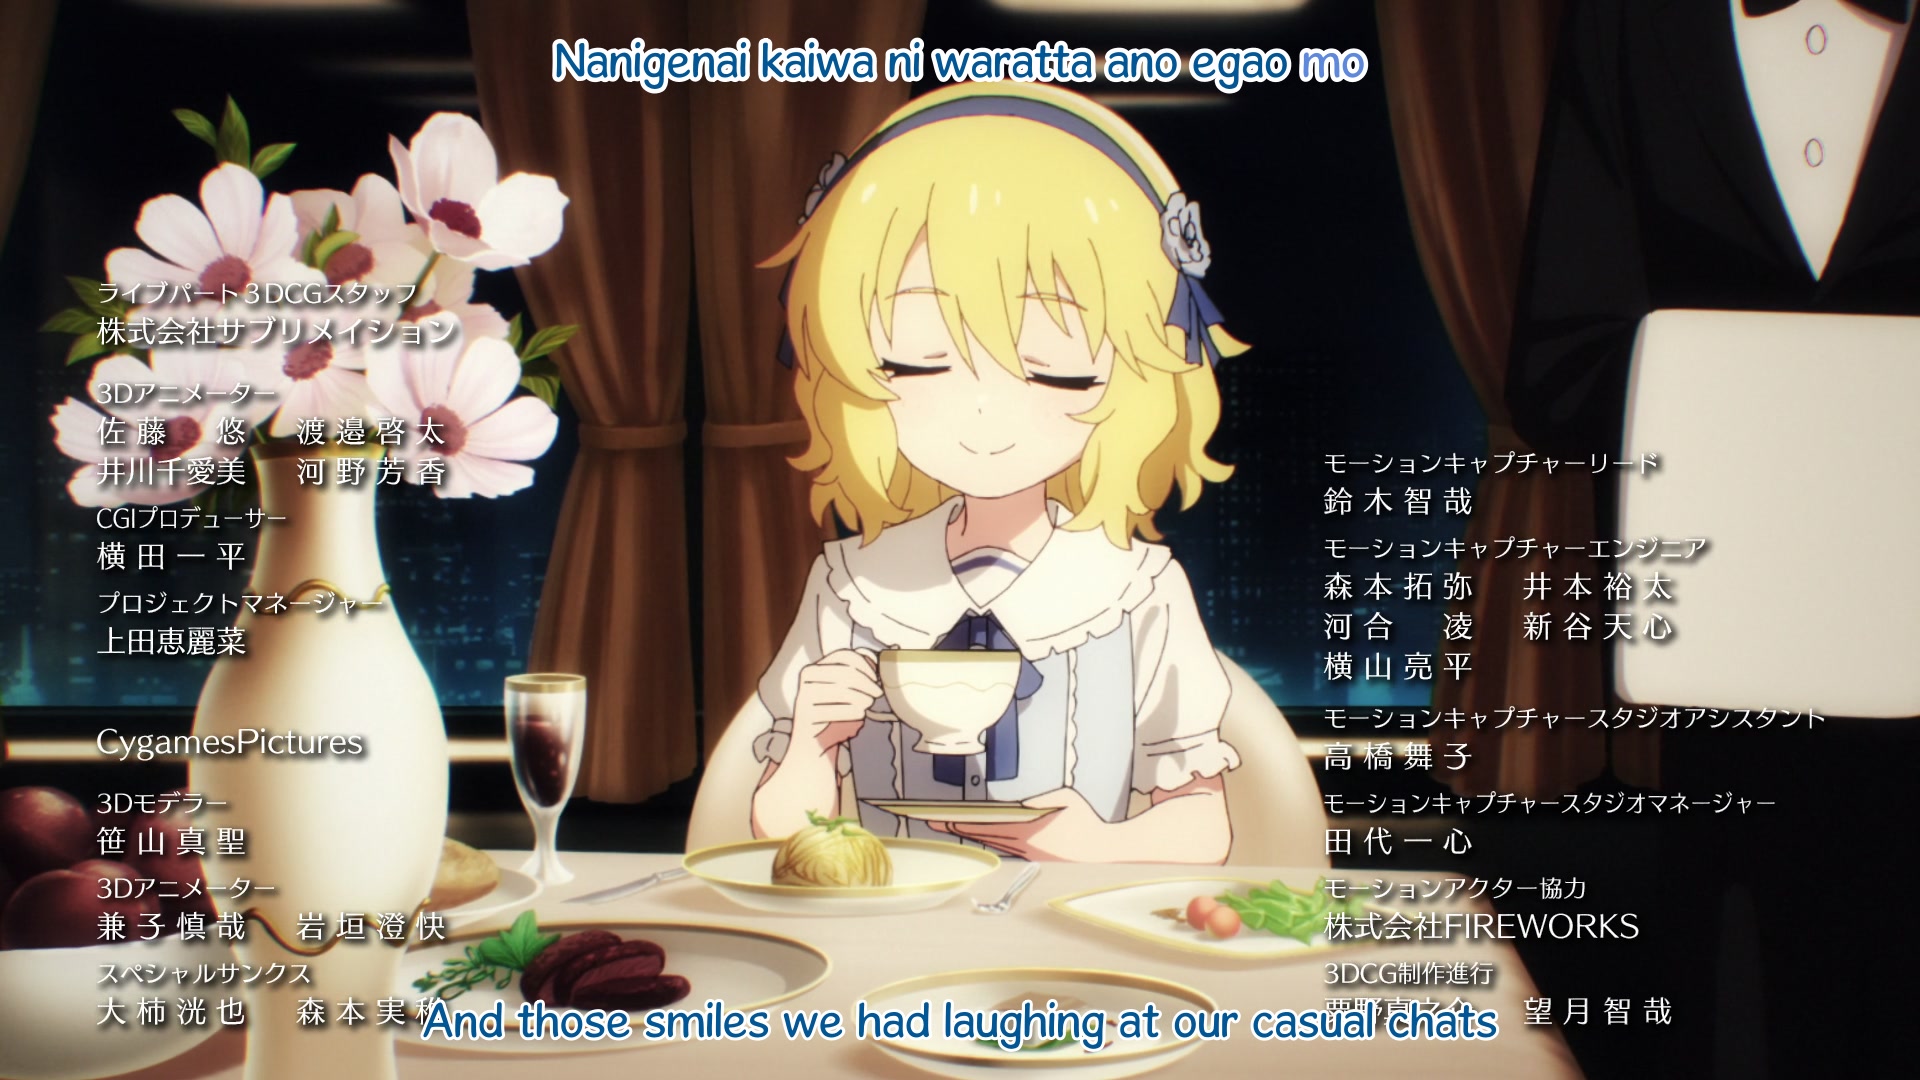 Nanigenai kaiwa ni waratta ano egao mo
ライブパート3DCGスタッフ
株式会社サブリメイション
3Dアニメーター
佐藤 悠 渡邉啓太
井川千愛美 河野芳香
CGIプロデューサー
横田一平
プロジェクトマネージャー
上田恵麗菜
CygamesPictures
3Dモデラー
笹山真聖
3Dアニメーター
兼子慎哉 岩垣澄快
スペシャルサンクス
大柿洸也 森本実
モーションキャプチャーリード
鈴木智哉
モーションキャプチャーエンジニア
森本拓弥 井本裕太
河合 凌 新谷天心
横山亮平
モーションキャプチャースタジオアシスタント
高橋舞子
モーションキャプチャースタジオマネージャー
田代一心
モーションアクター協力
株式会社FIREWORKS
3DCG制作進行
望月智哉
And those smiles we had laughing at our casual chats